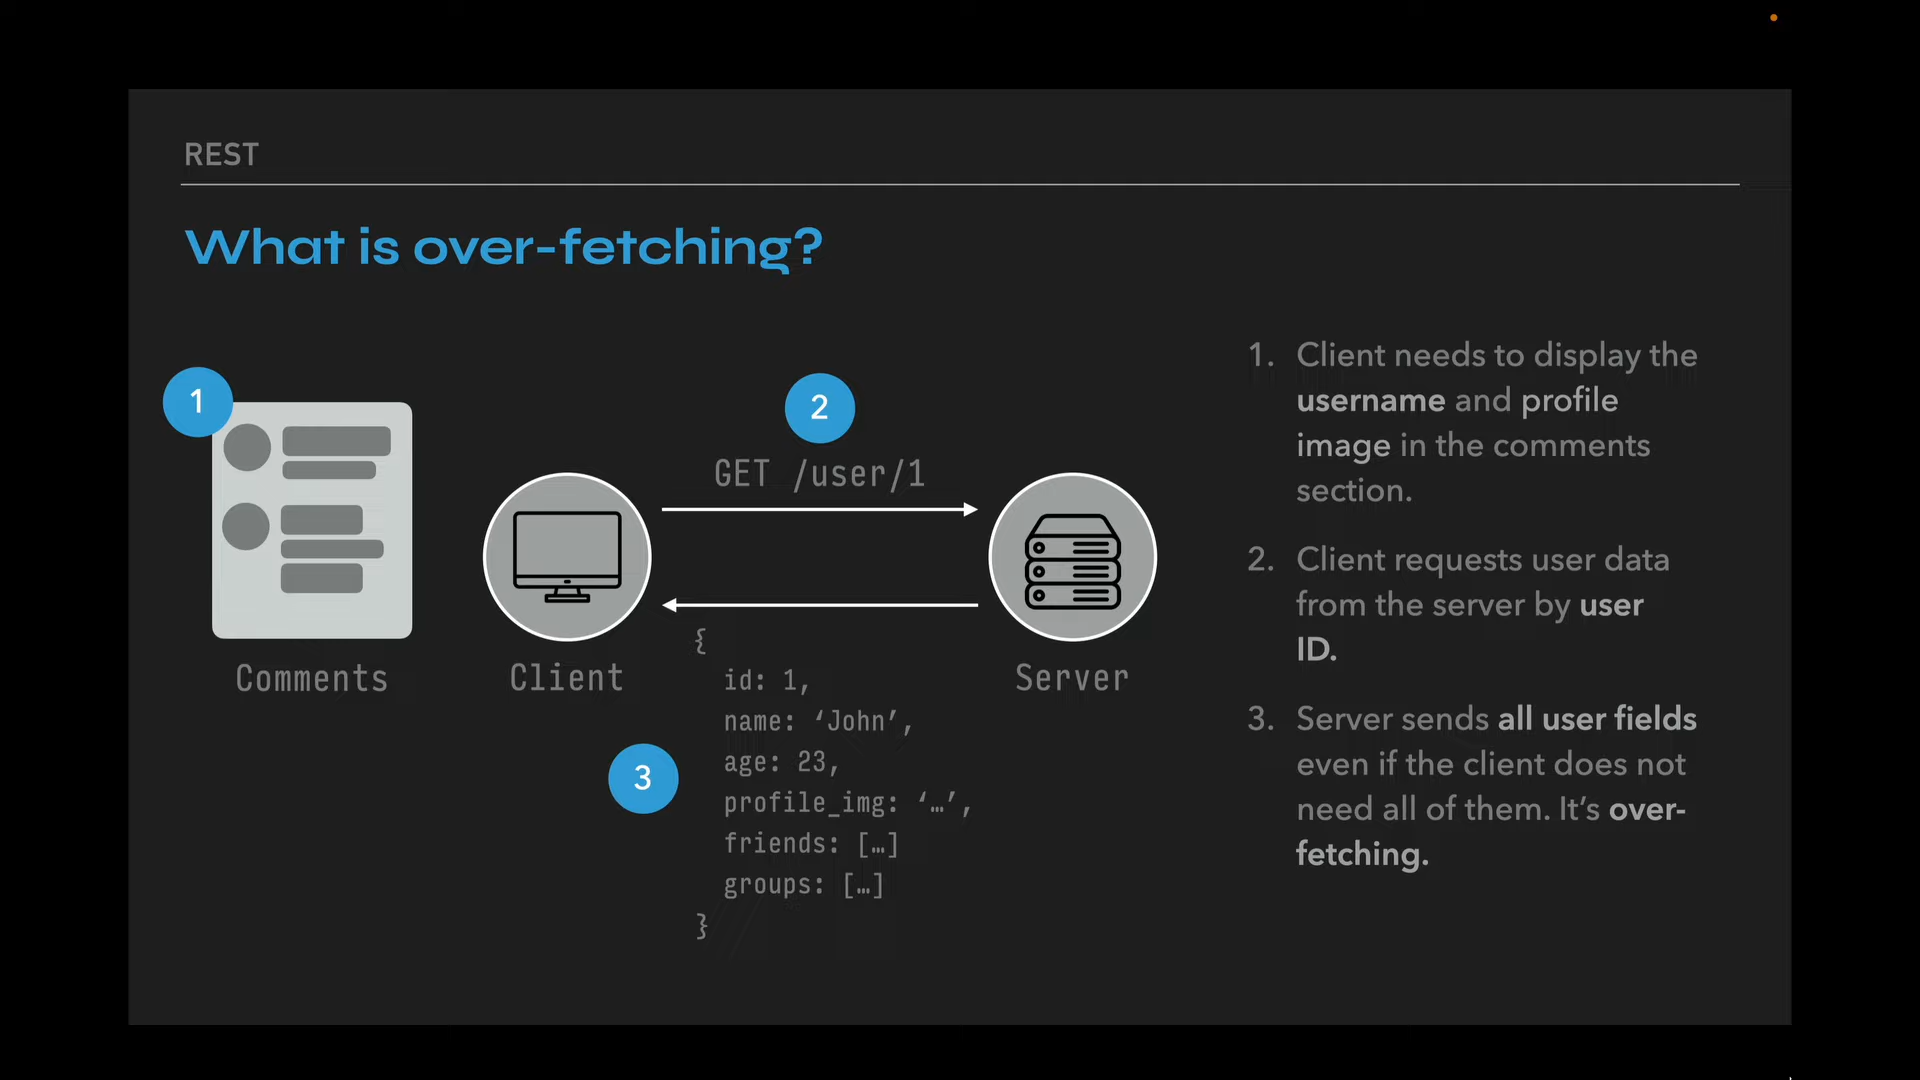 REST
What is over-fetching?
1
2
GET /user/1
Comments
Client
Server
{
id: 1,
name: ‘John’,
age: 23,
profile_img: ‘…’,
friends: […]
groups: […]
}
3
1. Client needs to display the
username and profile
image in the comments
section.
2. Client requests user data
from the server by user
ID.
3. Server sends all user fields
even if the client does not
need all of them. It’s over-
fetching.